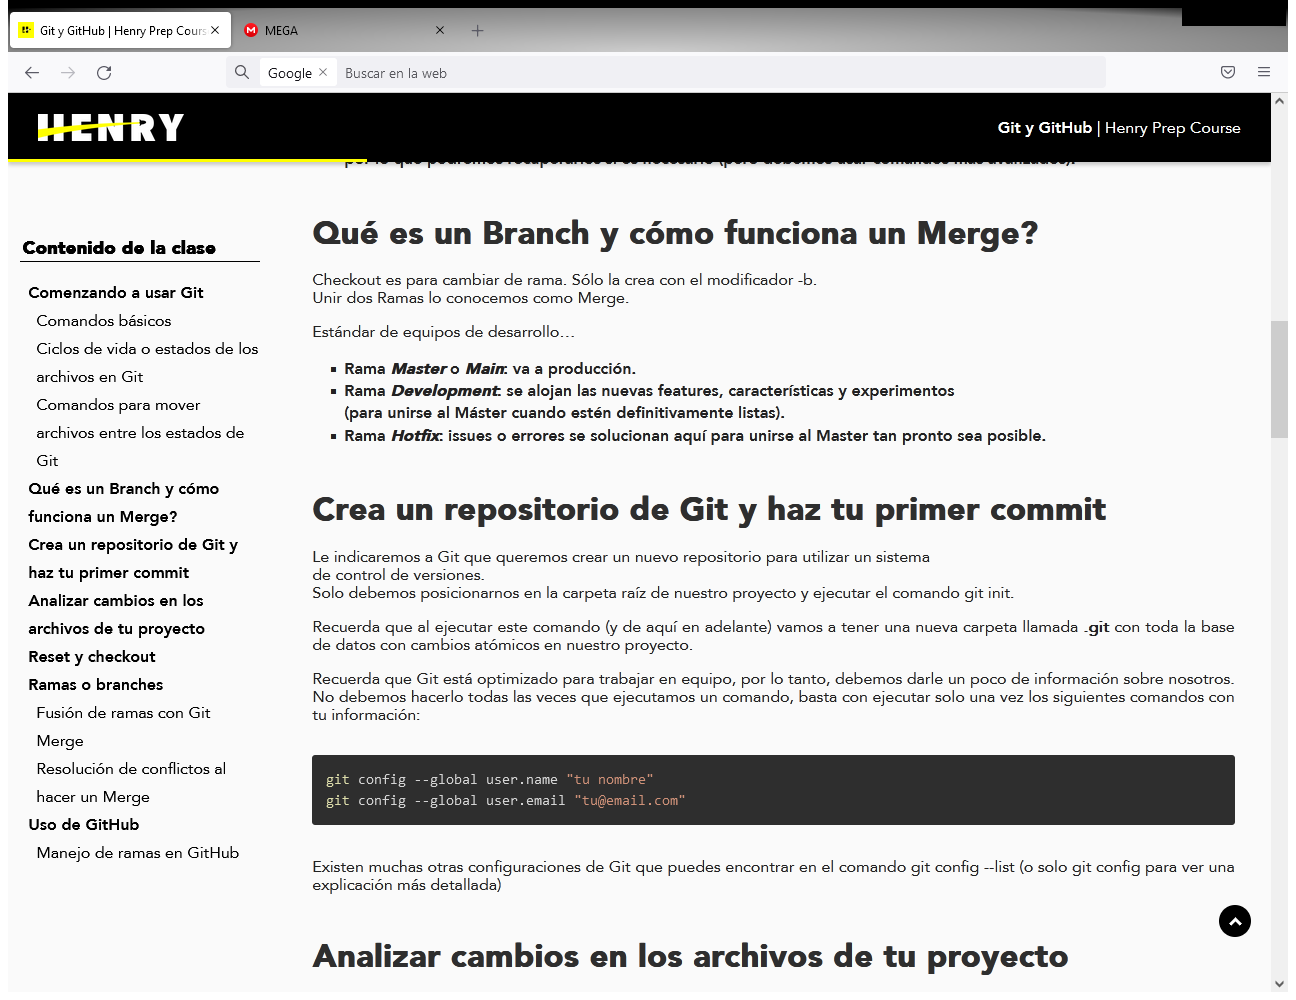 Git y GitHub | Henry Prep Cours
MEGA
Google
Buscar en la web
HENRY
Git y GitHub | Henry Prep Course
por lo que podremos recuperarlos si es necesario (pero debemos usar comandos más avanzados).
Contenido de la clase
Comenzando a usar Git
Comandos básicos
Ciclos de vida o estados de los
archivos en Git
Comandos para mover
archivos entre los estados de
Git
Qué es un Branch y cómo
funciona un Merge?
Crea un repositorio de Git y
haz tu primer commit
Analizar cambios en los
archivos de tu proyecto
Reset y checkout
Ramas o branches
Fusión de ramas con Git
Merge
Resolución de conflictos al
hacer un Merge
Uso de GitHub
Manejo de ramas en GitHub
Qué es un Branch y cómo funciona un Merge?
Checkout es para cambiar de rama. Sólo la crea con el modificador -b.
Unir dos Ramas lo conocemos como Merge.
Estándar de equipos de desarrollo…
Rama Master o Main: va a producción.
Rama Development: se alojan las nuevas features, características y experimentos
(para unirse al Máster cuando estén definitivamente listas).
Rama Hotfix: issues o errores se solucionan aquí para unirse al Master tan pronto sea posible.
Crea un repositorio de Git y haz tu primer commit
Le indicaremos a Git que queremos crear un nuevo repositorio para utilizar un sistema
de control de versiones.
Solo debemos posicionarnos en la carpeta raíz de nuestro proyecto y ejecutar el comando git init.
Recuerda que al ejecutar este comando (y de aquí en adelante) vamos a tener una nueva carpeta llamada .git con toda la base
de datos con cambios atómicos en nuestro proyecto.
Recuerda que Git está optimizado para trabajar en equipo, por lo tanto, debemos darle un poco de información sobre nosotros.
No debemos hacerlo todas las veces que ejecutamos un comando, basta con ejecutar solo una vez los siguientes comandos con
tu información:
git config --global user.name "tu nombre"
git config --global user.email "tu@email.com"
Existen muchas otras configuraciones de Git que puedes encontrar en el comando git config --list (o solo git config para ver una
explicación más detallada)
Analizar cambios en los archivos de tu proyecto